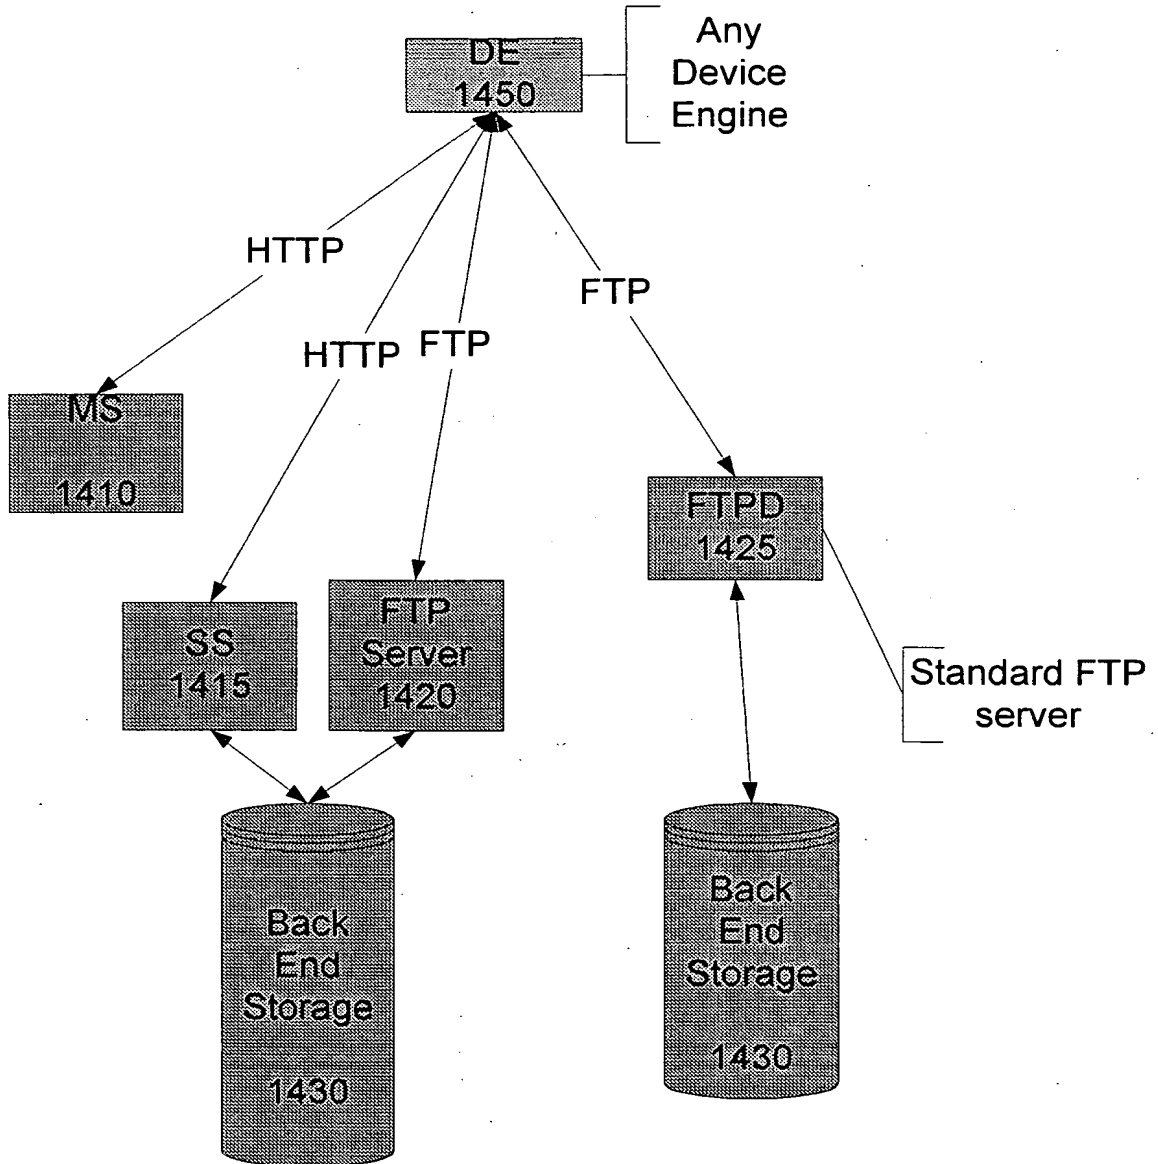 DE
1450
Any
Device
Engine
HTTP
FTP
HTTP
FTP
MS
1410
FTPD
1425
SS
1415
FTP
Server
1420
Standard FTP
server
Back
End
Storage
1430
Back
End
Storage
1430